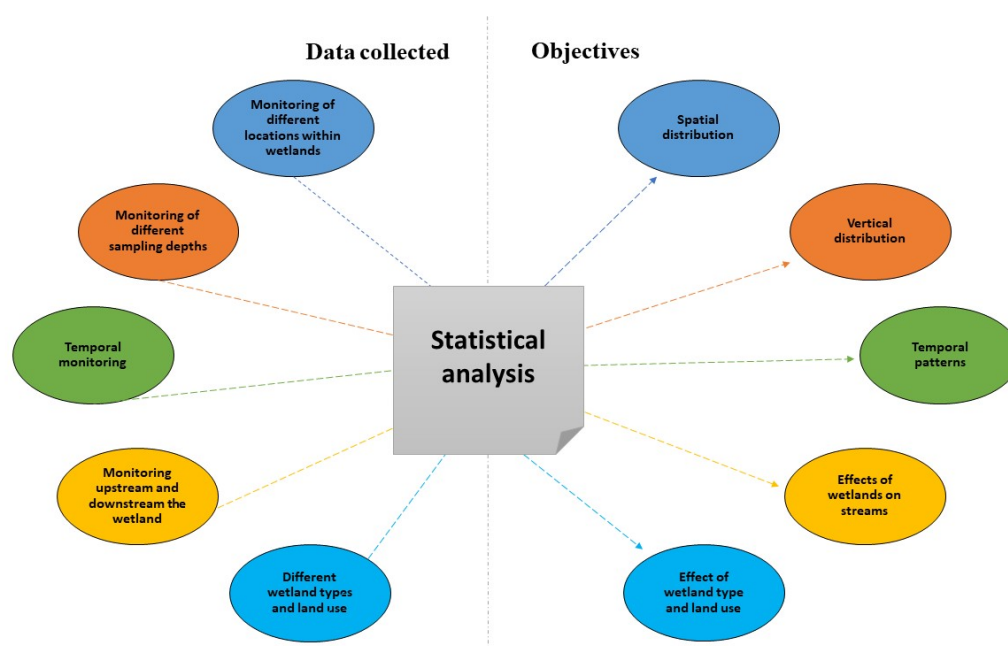 Data collected
Objectives
Monitoring of
different
locations within
wetlands
Spatial
distribution
Monitoring of
different
sampling depths
Vertical
distribution
Statistical
analysis
Temporal
monitoring
Temporal
patterns
Monitoring
upstream and
downstream the
wetland
Effects of
wetlands on
streams
Different
wetland types
and land use
Effect of
wetland type
and land use